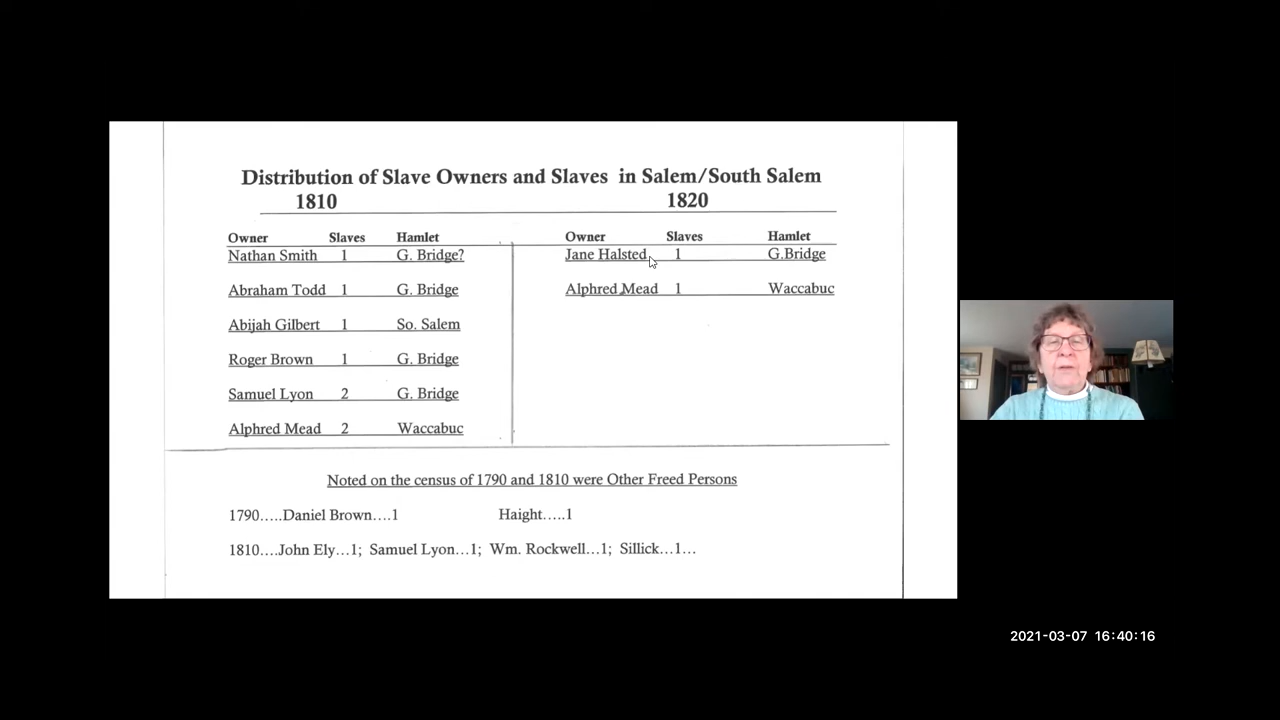 Distribution of Slave Owners and Slaves in Salem/South Salem
1810 1820
Owner Slaves Hamlet Owner Slaves Hamlet
Nathan Smith 1 G. Bridge? Jane Halsted 1 G.Bridge
Abraham Todd 1 G. Bridge Alphred Mead 1 Waccabuc
Abijah Gilbert 1 So. Salem
Roger Brown 1 G. Bridge
Samuel Lyon 2 G. Bridge
Alphred Mead 2 Waccabuc
Noted on the census of 1790 and 1810 were Other Freed Persons
1790.....Daniel Brown....1 Haight.....1
1810....John Ely...1; Samuel Lyon...1; Wm. Rockwell...1; Sillick...1...
2021-03-07 16:40:16